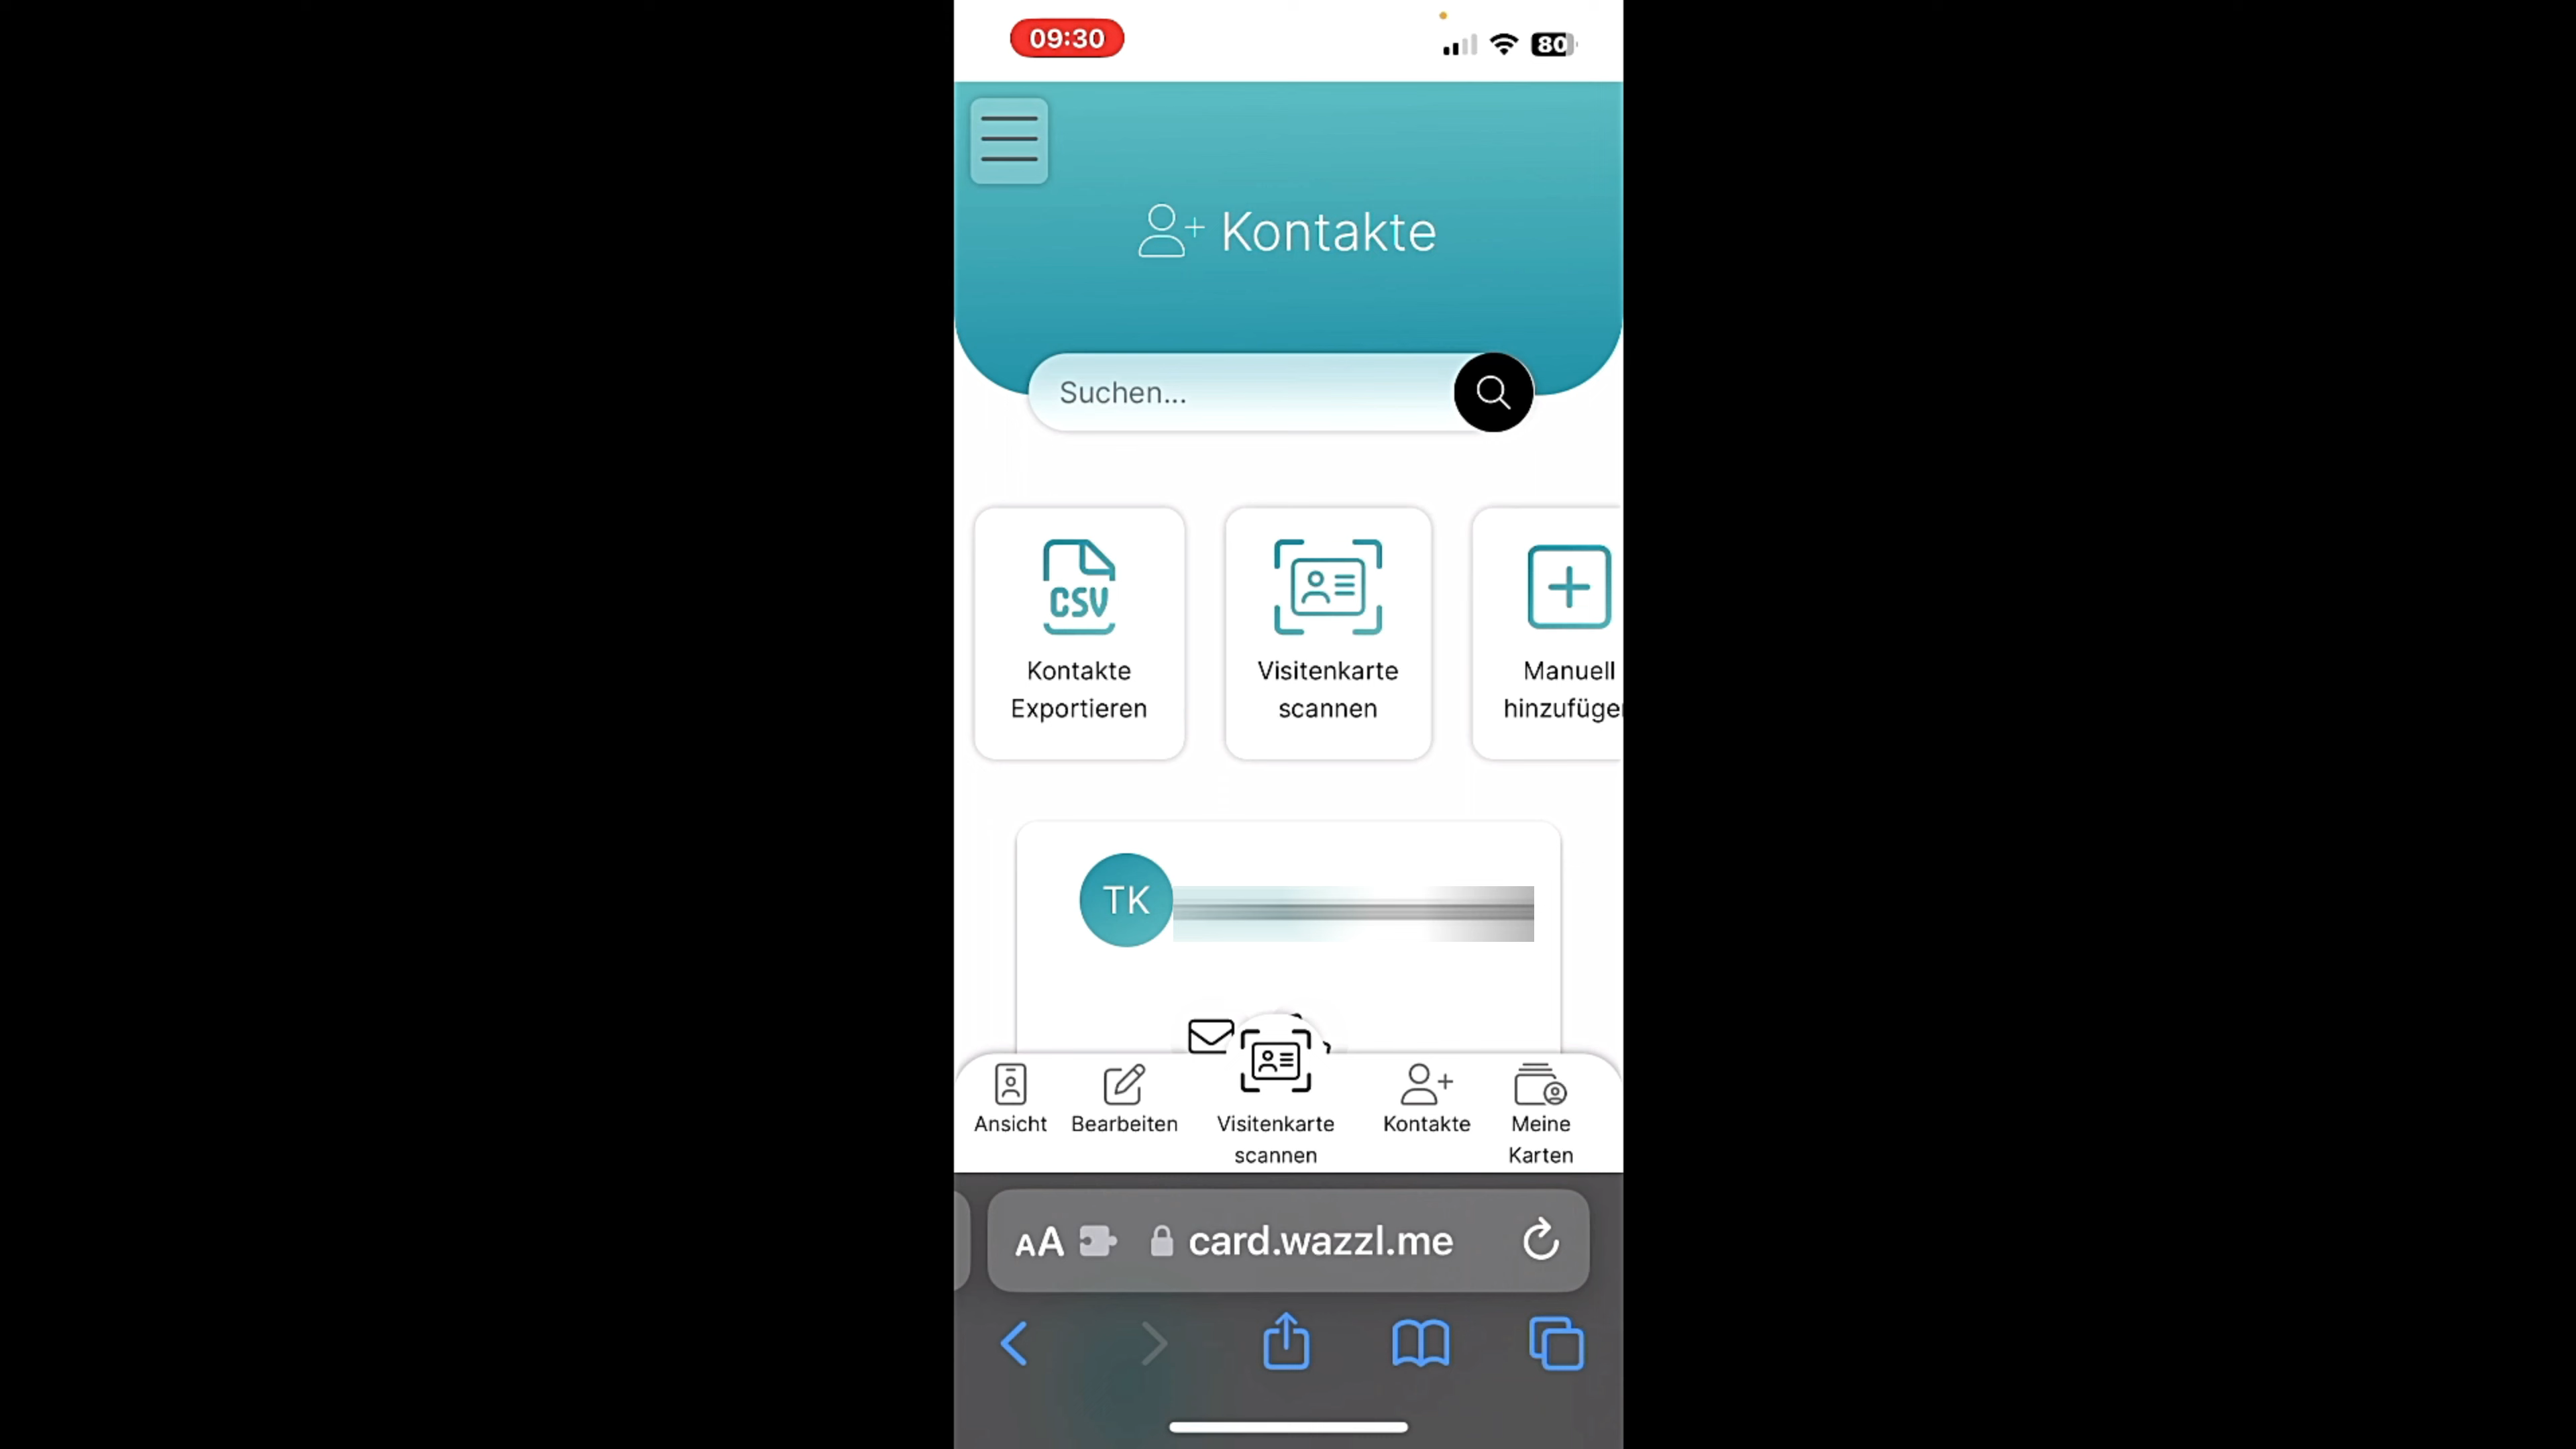 09:30
80
Kontakte
Suchen...
CSV
Kontakte
Exportieren
Visitenkarte
scannen
Manuell
hinzufüge
TK
Ansicht
Bearbeiten
Visitenkarte
scannen
Kontakte
Meine
Karten
AA
card.wazzl.me